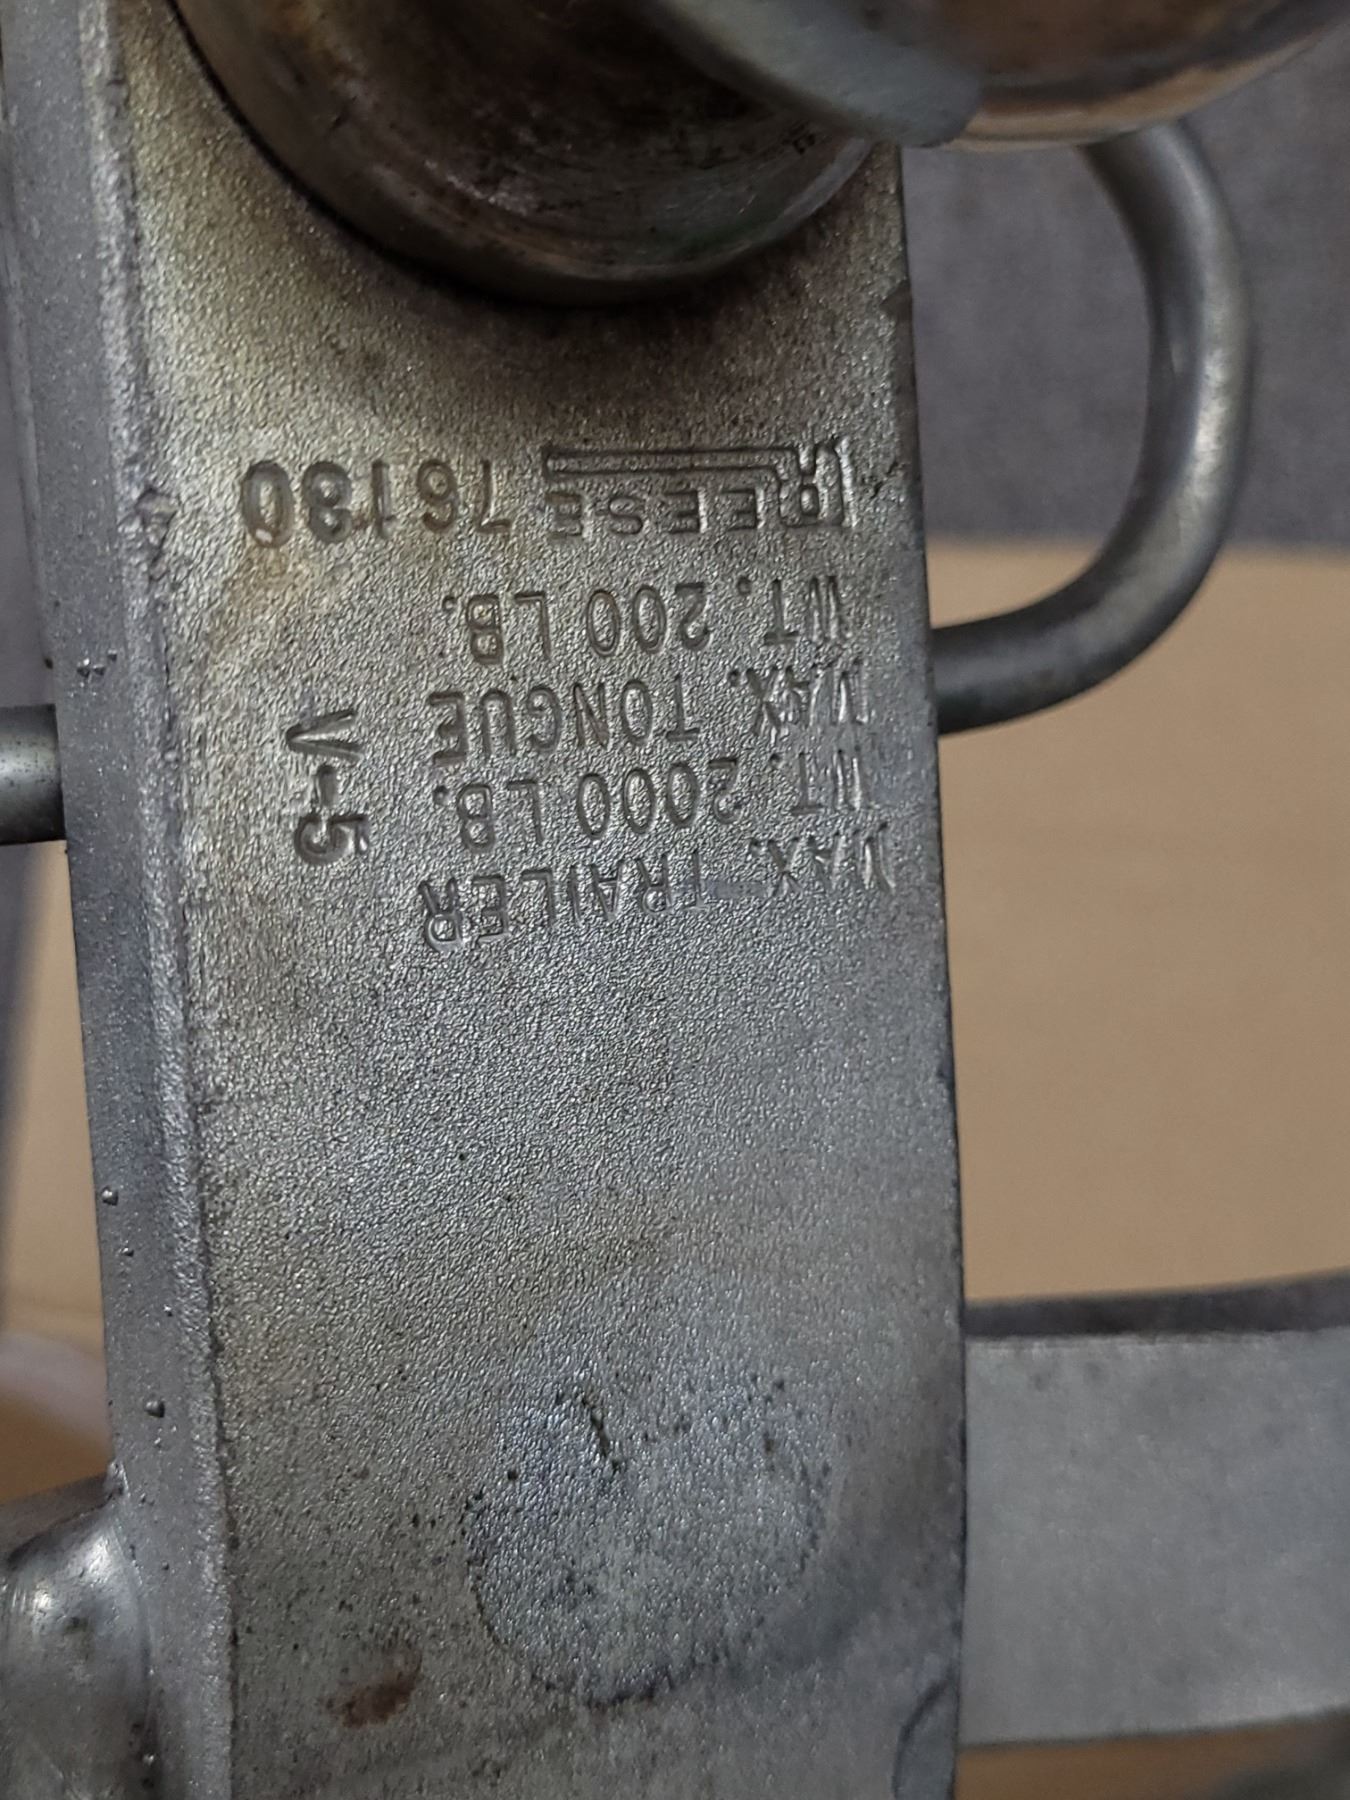 MAX. TRAILER
WT. 2000 LB.
MAX. TONGUE
WT. 200 LB.
V-5
REESE 76180